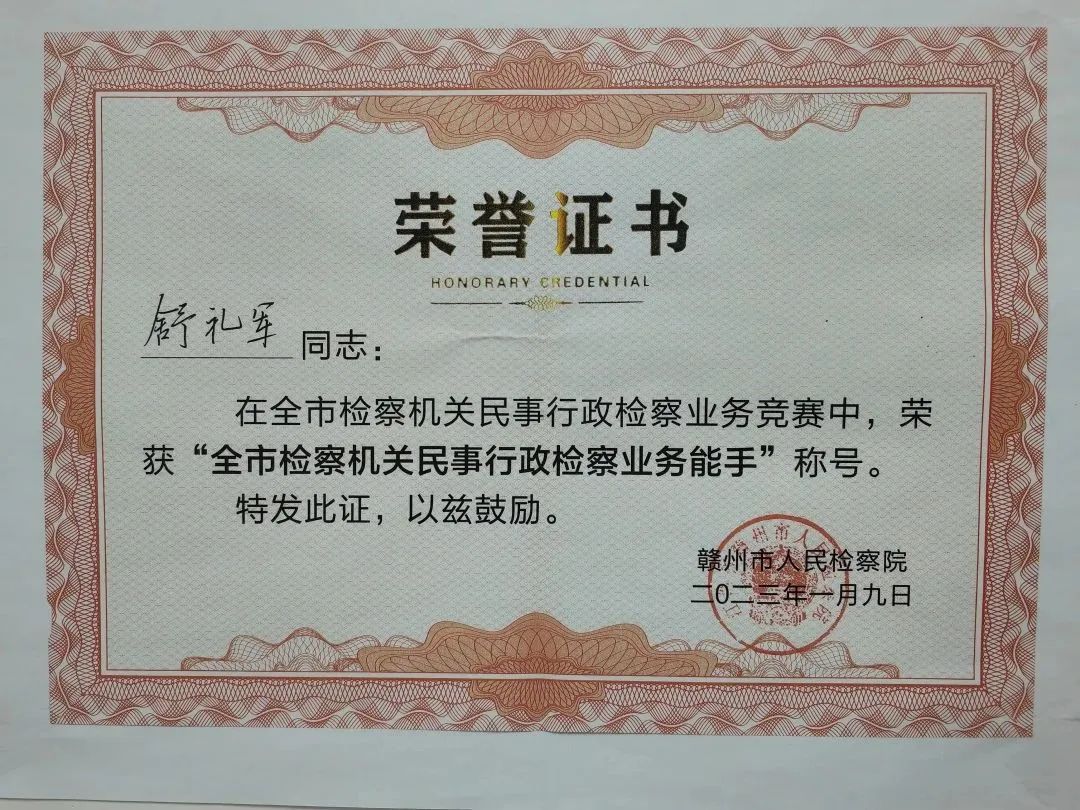 荣誉证书
HONORARY CREDENTIAL
舒礼军 同志：
在全市检察机关民事行政检察业务竞赛中，荣
获“全市检察机关民事行政检察业务能手”称号。
特发此证，以兹鼓励。
赣州市人民检察院
二0二三年一月九日